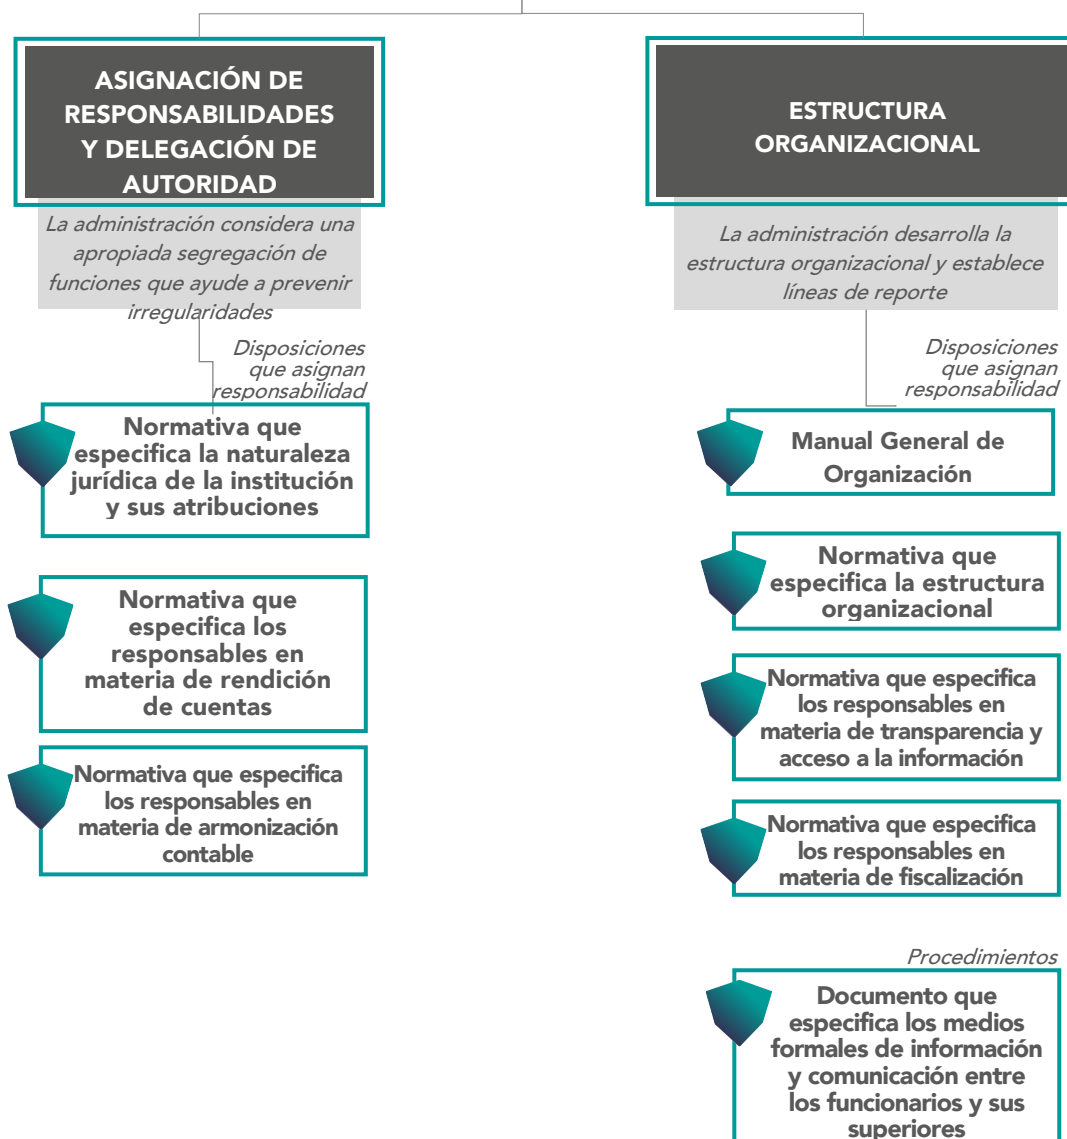 ASIGNACIÓN DE
RESPONSABILIDADES
Y DELEGACIÓN DE
AUTORIDAD
La administración considera una
apropiada segregación de
funciones que ayude a prevenir
irregularidades
Disposiciones
que asignan
responsabilidad
Normativa que
especifica la naturaleza
jurídica de la institución
y sus atribuciones
Normativa que
especifica los
responsables en
materia de rendición
de cuentas
Normativa que especifica
los responsables en
materia de armonización
contable
ESTRUCTURA
ORGANIZACIONAL
La administración desarrolla la
estructura organizacional y establece
líneas de reporte
Disposiciones
que asignan
responsabilidad
Manual General de
Organización
Normativa que
especifica la estructura
organizacional
Normativa que especifica
los responsables en
materia de transparencia y
acceso a la información
Normativa que especifica
los responsables en
materia de fiscalización
Procedimientos
Documento que
especifica los medios
formales de información
y comunicación entre
los funcionarios y sus
superiores